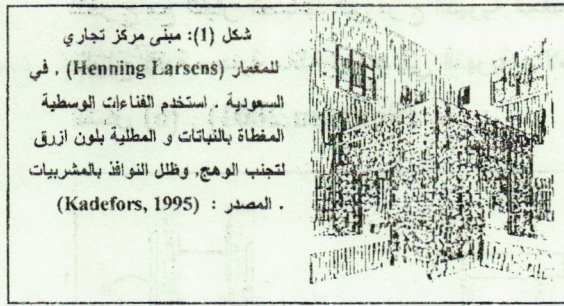 شكل (1): مبنى مركز تجاري
للمعمار (Henning Larsens) . في
السعودية . استخدم الفناءات الوسطية
المغطاة بالنباتات و المطلية بلون ازرق
لتجنب الوهج. وظلل النوافذ بالمشربيات
. المصدر : (Kadefors, 1995)